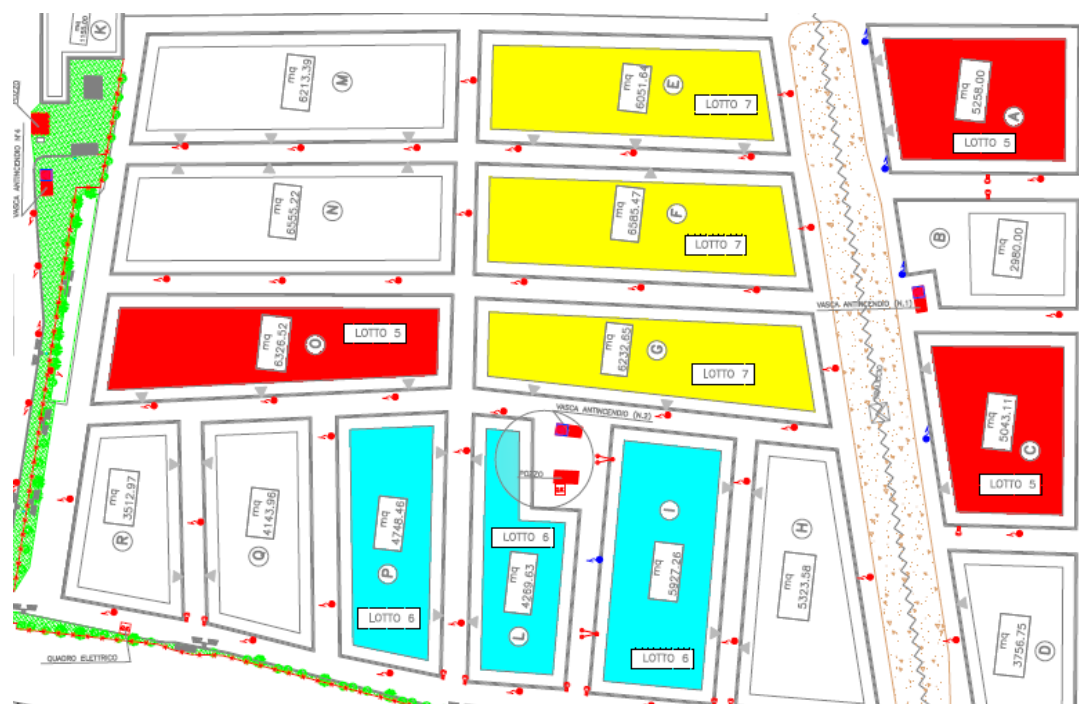 mq
1155.00
K
mq
6213.39
M
mq
6051.64
E
LOTTO 7
mq
5258.00
A
LOTTO 5
POZZO
VASCA ANTINCENDIO N°4
mq
6555.22
N
mq
6585.47
F
LOTTO 7
B
mq
2980.00
VASCA ANTINCENDIO (N.1)
mq
6326.52
O
LOTTO 5
mq
6232.65
G
LOTTO 7
VASCA ANTINCENDIO (N.2)
POZZO
mq
5043.11
C
LOTTO 5
mq
3512.97
R
mq
4143.96
Q
mq
4748.46
P
LOTTO 6
LOTTO 6
mq
4269.63
L
I
mq
5927.26
LOTTO 6
H
mq
5323.58
mq
3756.75
D
QUADRO ELETTRICO